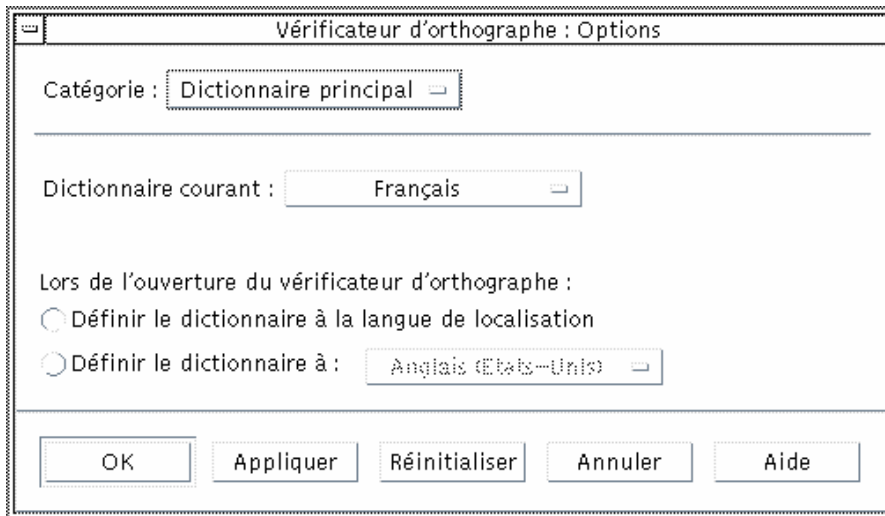 Vérificateur d'orthographe : Options
Catégorie : Dictionnaire principal
Dictionnaire courant : Français
Lors de l'ouverture du vérificateur d'orthographe :
Définir le dictionnaire à la langue de localisation
Définir le dictionnaire à : Anglais (Etats-Unis)
OK Appliquer Réinitialiser Annuler Aide